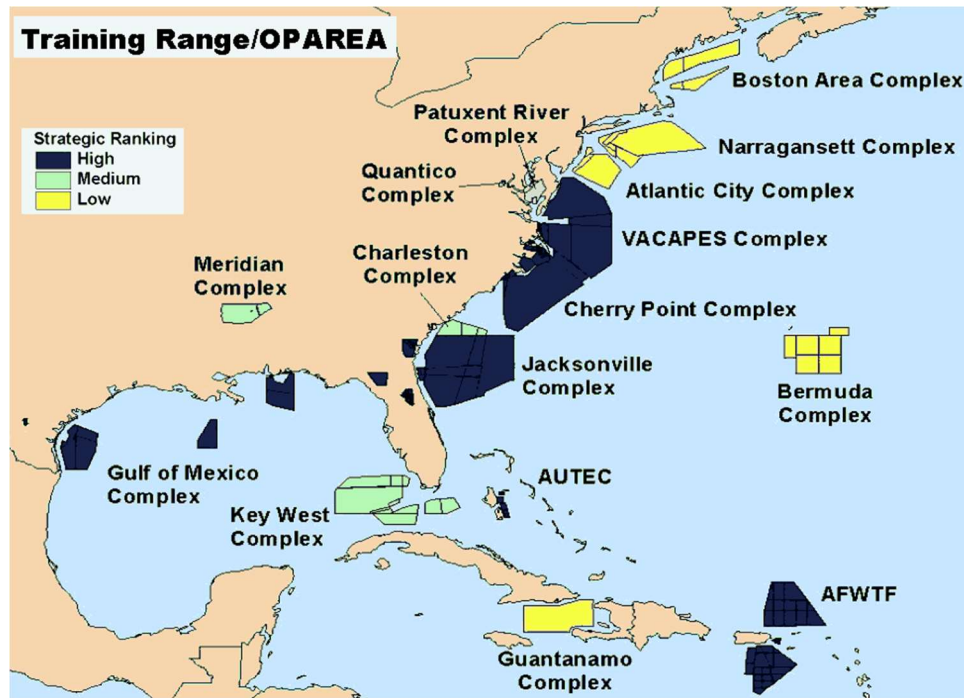 Training Range/OPAREA
Strategic Ranking
High
Medium
Low
Boston Area Complex
Patuxent River
Complex
Narragansett Complex
Quantico
Complex
Atlantic City Complex
VACAPES Complex
Charleston
Complex
Meridian
Complex
Cherry Point Complex
Jacksonville
Complex
Bermuda
Complex
Gulf of Mexico
Complex
AUTEC
Key West
Complex
AFWTF
Guantanamo
Complex